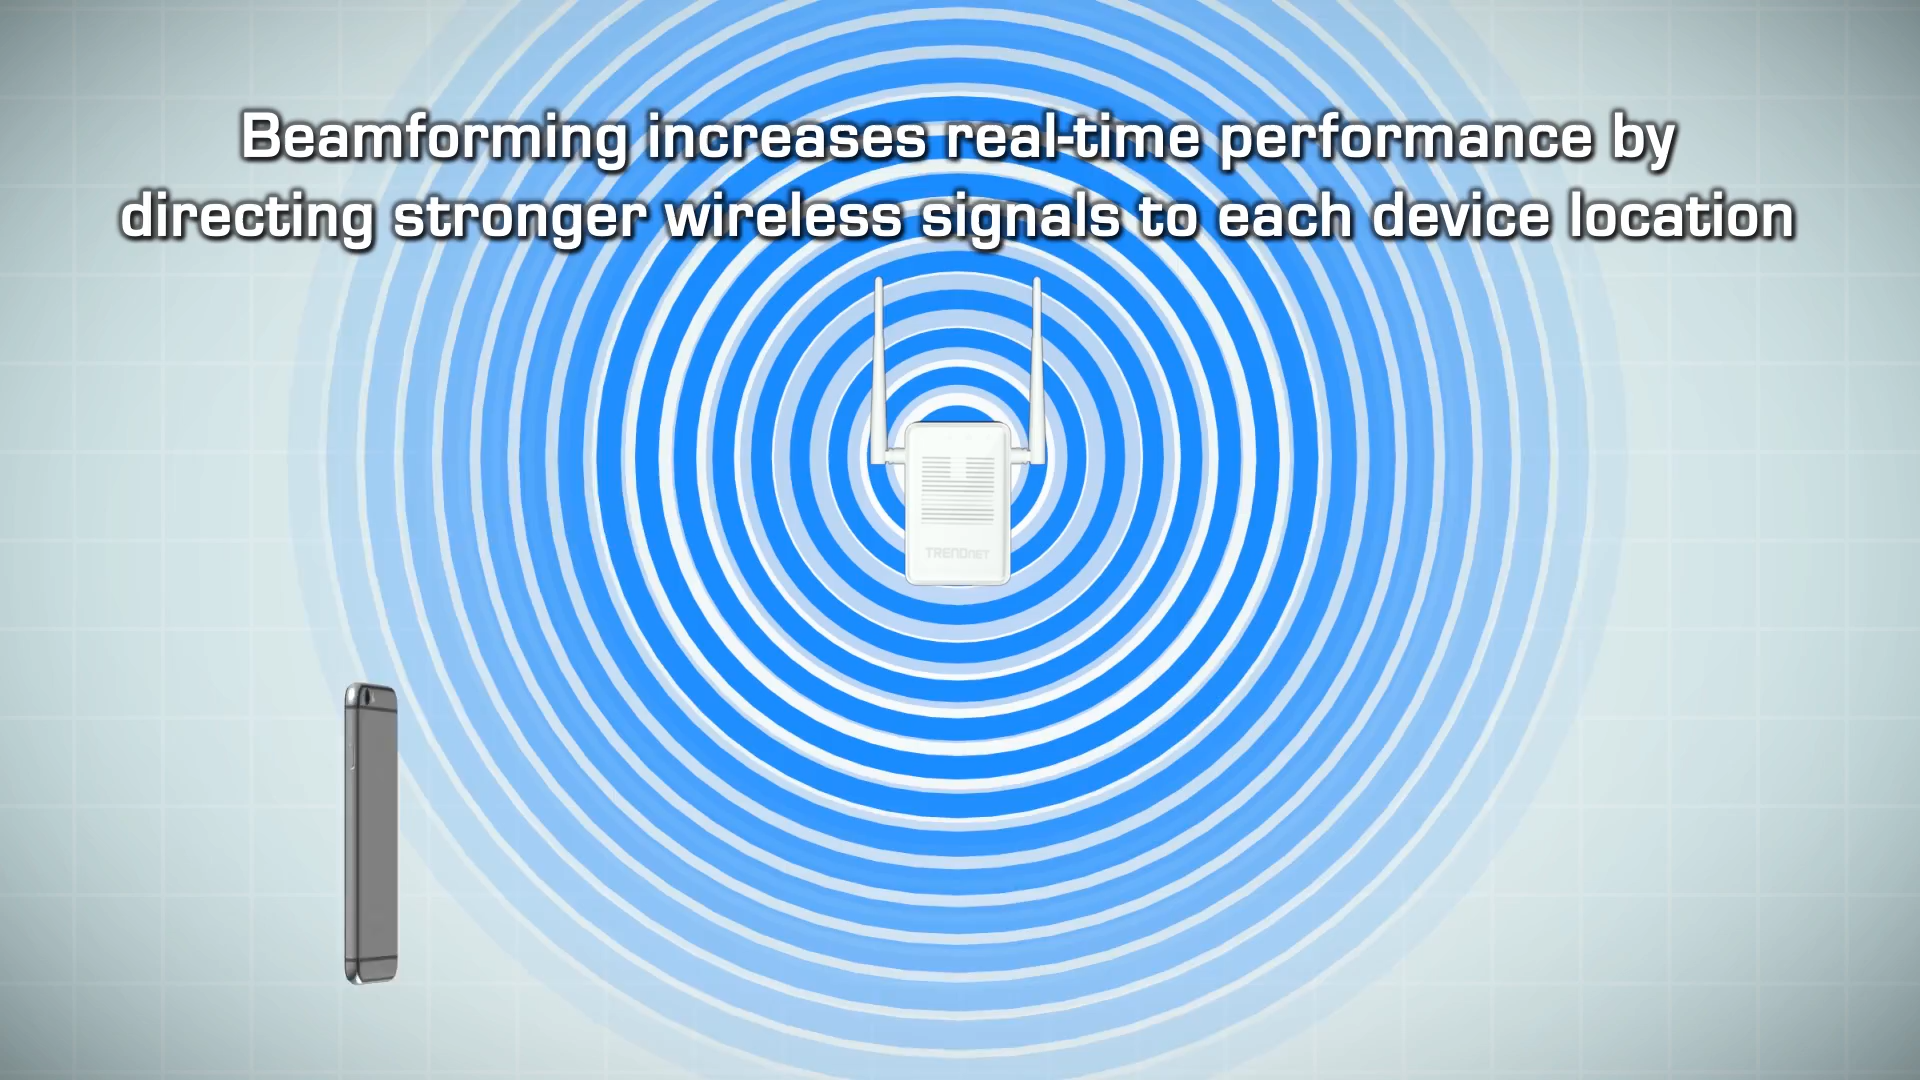 Beamforming increases real-time performance by
directing stronger wireless signals to each device location
TRENDNET